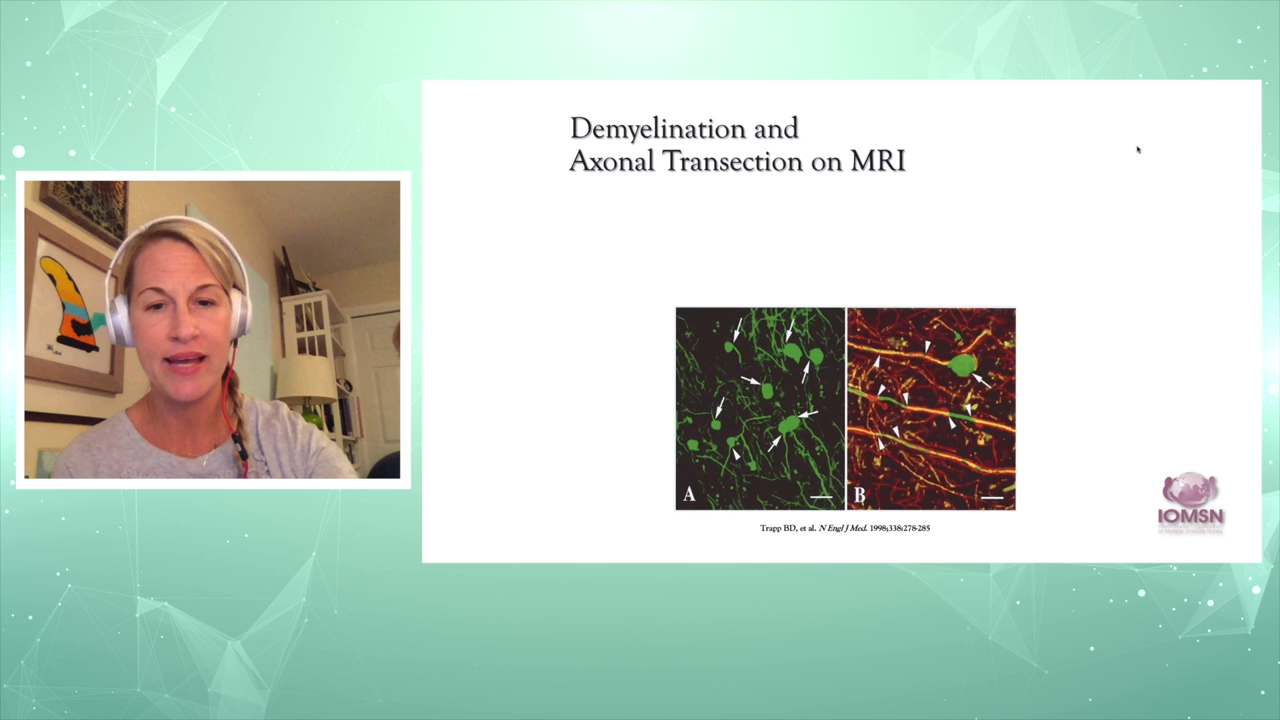 Demyelination and
Axonal Transection on MRI
A
B
Trapp BD, et al. N Engl J Med. 1998;338:278-285
IOMSN